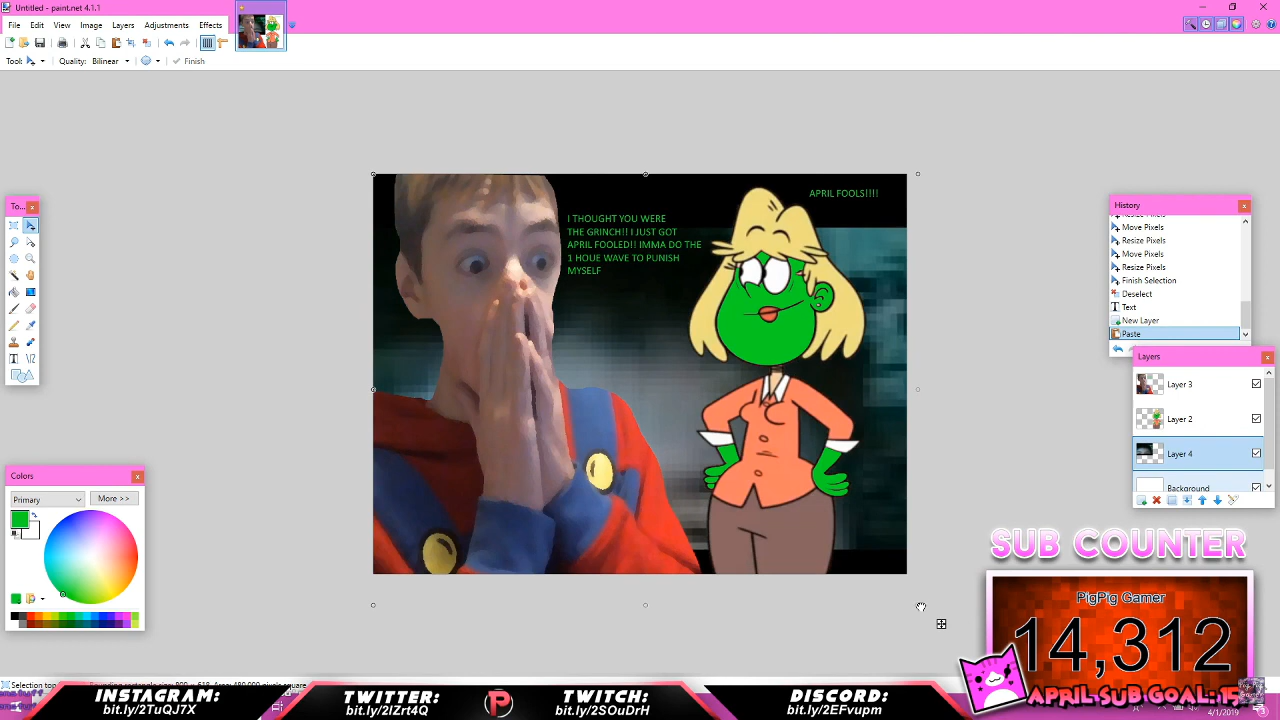 Untitled - paint.net 4.1.1
File Edit View Image Layers Adjustments Effects
Tool: Quality: Bilinear Finish
To...
APRIL FOOLS!!!!
I THOUGHT YOU WERE
THE GRINCH!! I JUST GOT
APRIL FOOLED!! IMMA DO THE
1 HOUE WAVE TO PUNISH
MYSELF
History
Move Pixels
Resize Pixels
Move Pixels
Resize Pixels
Finish Selection
Deselect
Text
New Layer
Paste
Layers
Layer 3
Layer 2
Layer 4
Background
Colors
Primary
More >>
SUB COUNTER
PigPig Gamer
14,312
APRIL SUB GOAL: 15
Selection top
INSTAGRAM:
bit.ly/2TuQJ7X
TWITTER:
bit.ly/2IZrt4Q
TWITCH:
bit.ly/2SOuDrH
DISCORD:
bit.ly/2EFvupm
4/1/2019